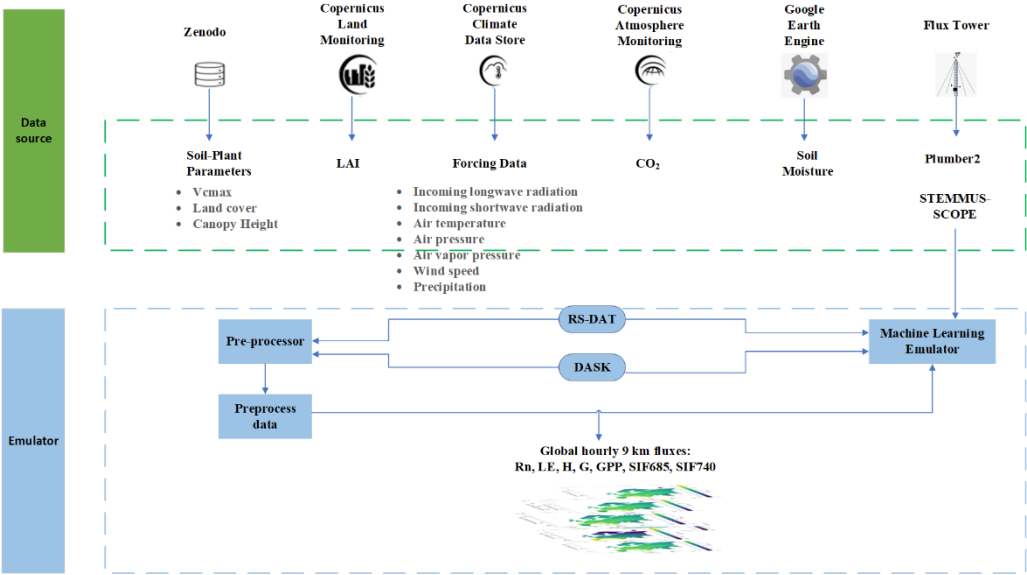 Zenodo
Copernicus
Land
Monitoring
Copernicus
Climate
Data Store
Copernicus
Atmosphere
Monitoring
Google
Earth
Engine
Flux Tower
Data
source
Soil-Plant
Parameters
• Vcmax
• Land cover
• Canopy Height
LAI
Forcing Data
• Incoming longwave radiation
• Incoming shortwave radiation
• Air temperature
• Air pressure
• Air vapor pressure
• Wind speed
• Precipitation
CO₂
Soil
Moisture
Plumber2
STEMMUS-
SCOPE
Emulator
Pre-processor
RS-DAT
DASK
Machine Learning
Emulator
Preprocess
data
Global hourly 9 km fluxes:
Rn, LE, H, G, GPP, SIF685, SIF740